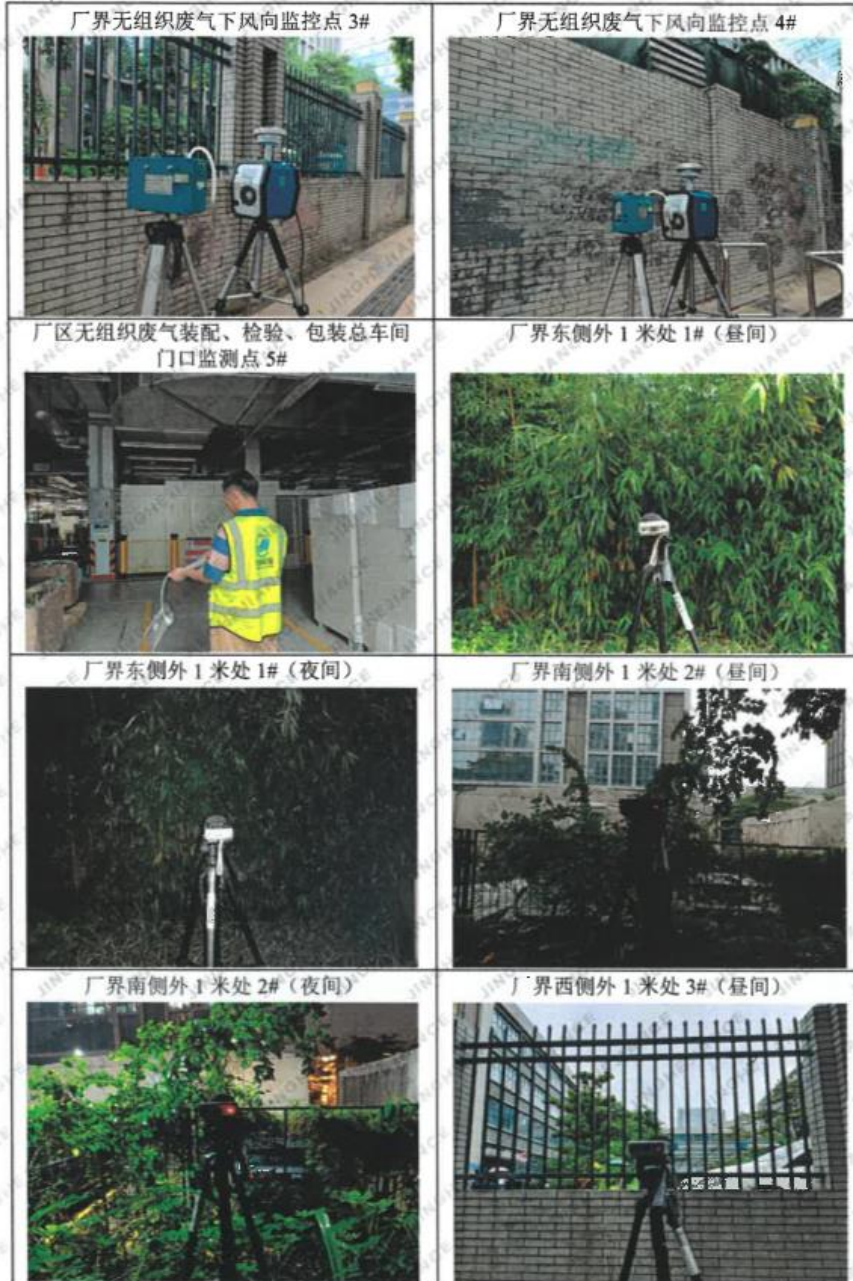 厂界无组织废气下风向监控点 3#
厂界无组织废气下风向监控点 4#
厂区无组织废气装配、检验、包装总车间
门口监测点 5#
厂界东侧外 1 米处 1#（昼间）
厂界东侧外 1 米处 1#（夜间）
厂界南侧外 1 米处 2#（昼间）
厂界南侧外 1 米处 2#（夜间）
厂界西侧外 1 米处 3#（昼间）